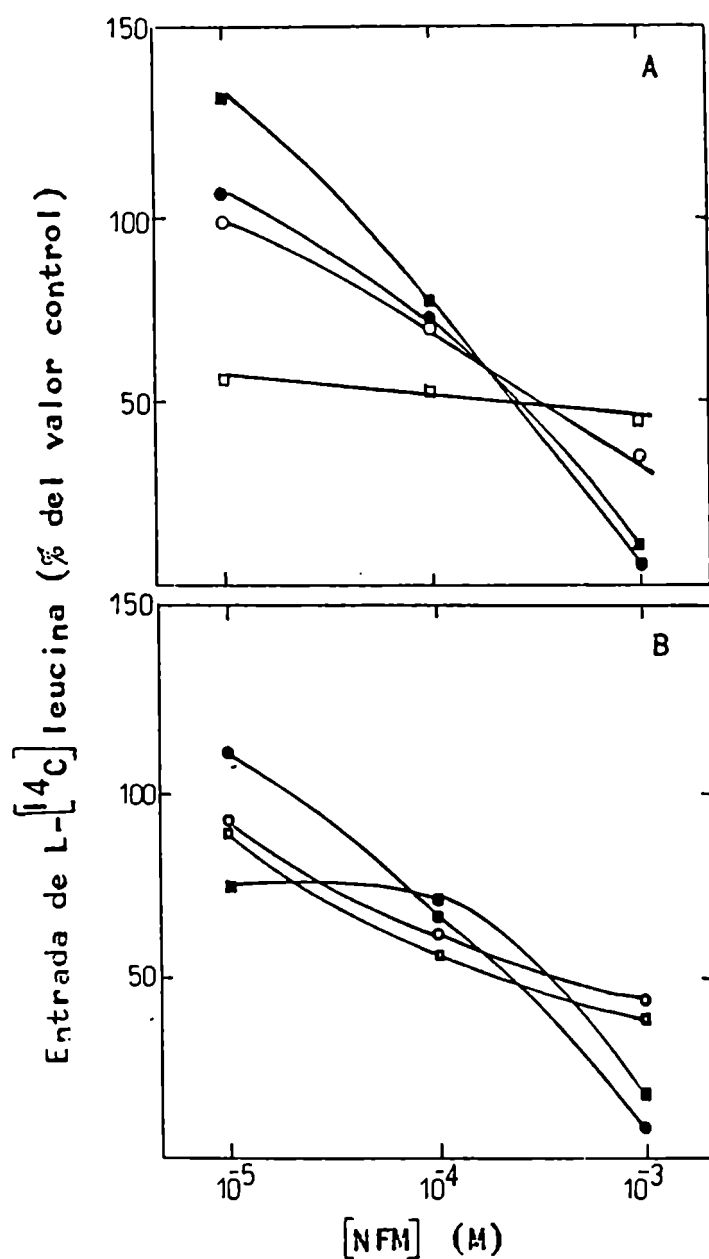 Entrada de L-[14C] leucina (% del valor control)
150
A
100
50
150
B
100
50
10-5
10-4
10-3
[NFM] (M)